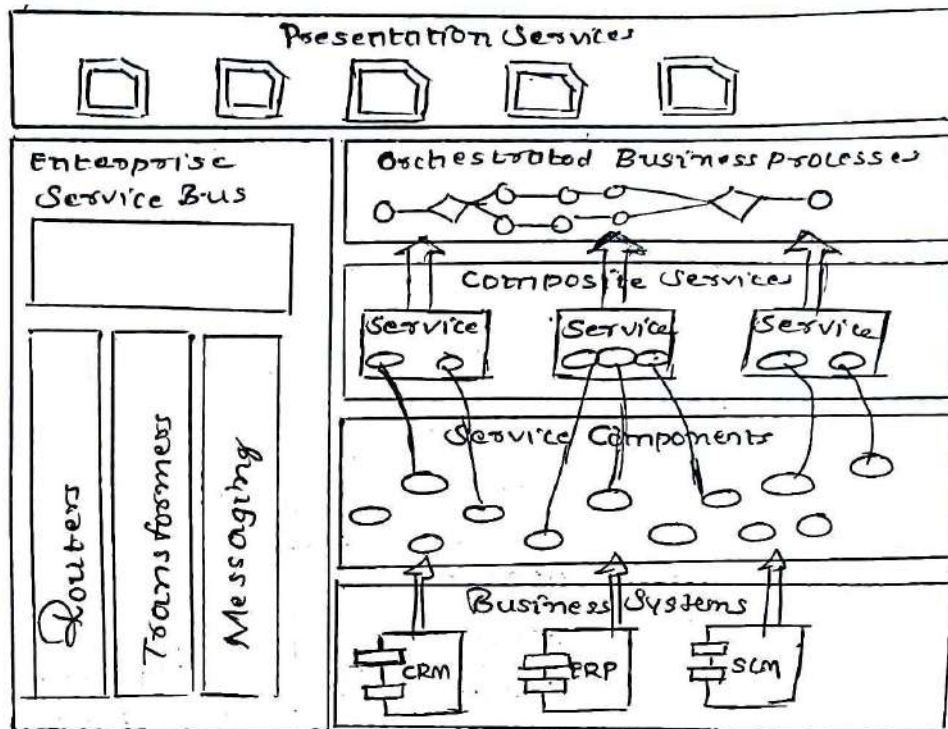 Presentation Services
Enterprise
Service Bus
Routers
Transformers
Messaging
Orchestrated Business processes
Composite Services
Service
Service
Service
Service Components
Business Systems
CRM
ERP
SCM